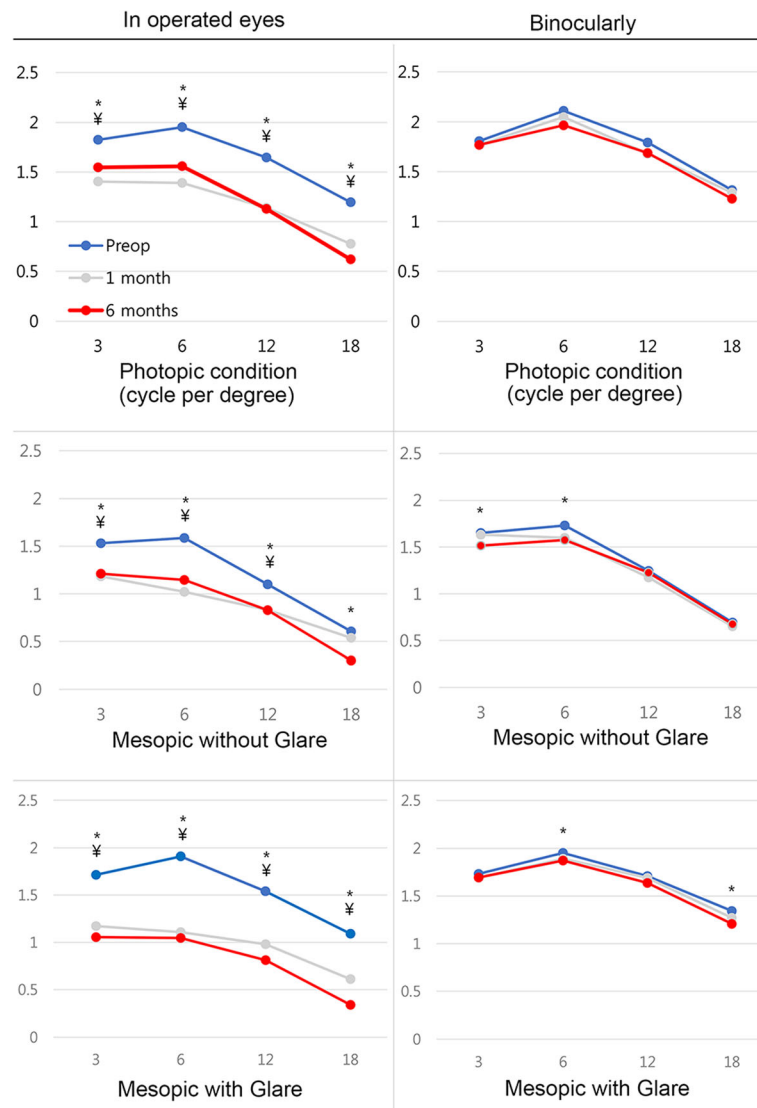 In operated eyes
Binocularly
2.5
2
1.5
1
0.5
0
* * * *
¥ ¥ ¥ ¥
Preop
1 month
6 months
3 6 12 18
Photopic condition
(cycle per degree)
2.5
2
1.5
1
0.5
0
3 6 12 18
Photopic condition
(cycle per degree)
2.5
2
1.5
1
0.5
0
* * * *
¥ ¥ ¥
3 6 12 18
Mesopic without Glare
2.5
2
1.5
1
0.5
0
* *
3 6 12 18
Mesopic without Glare
2.5
2
1.5
1
0.5
0
* * * *
¥ ¥ ¥ ¥
3 6 12 18
Mesopic with Glare
2.5
2
1.5
1
0.5
0
* *
3 6 12 18
Mesopic with Glare